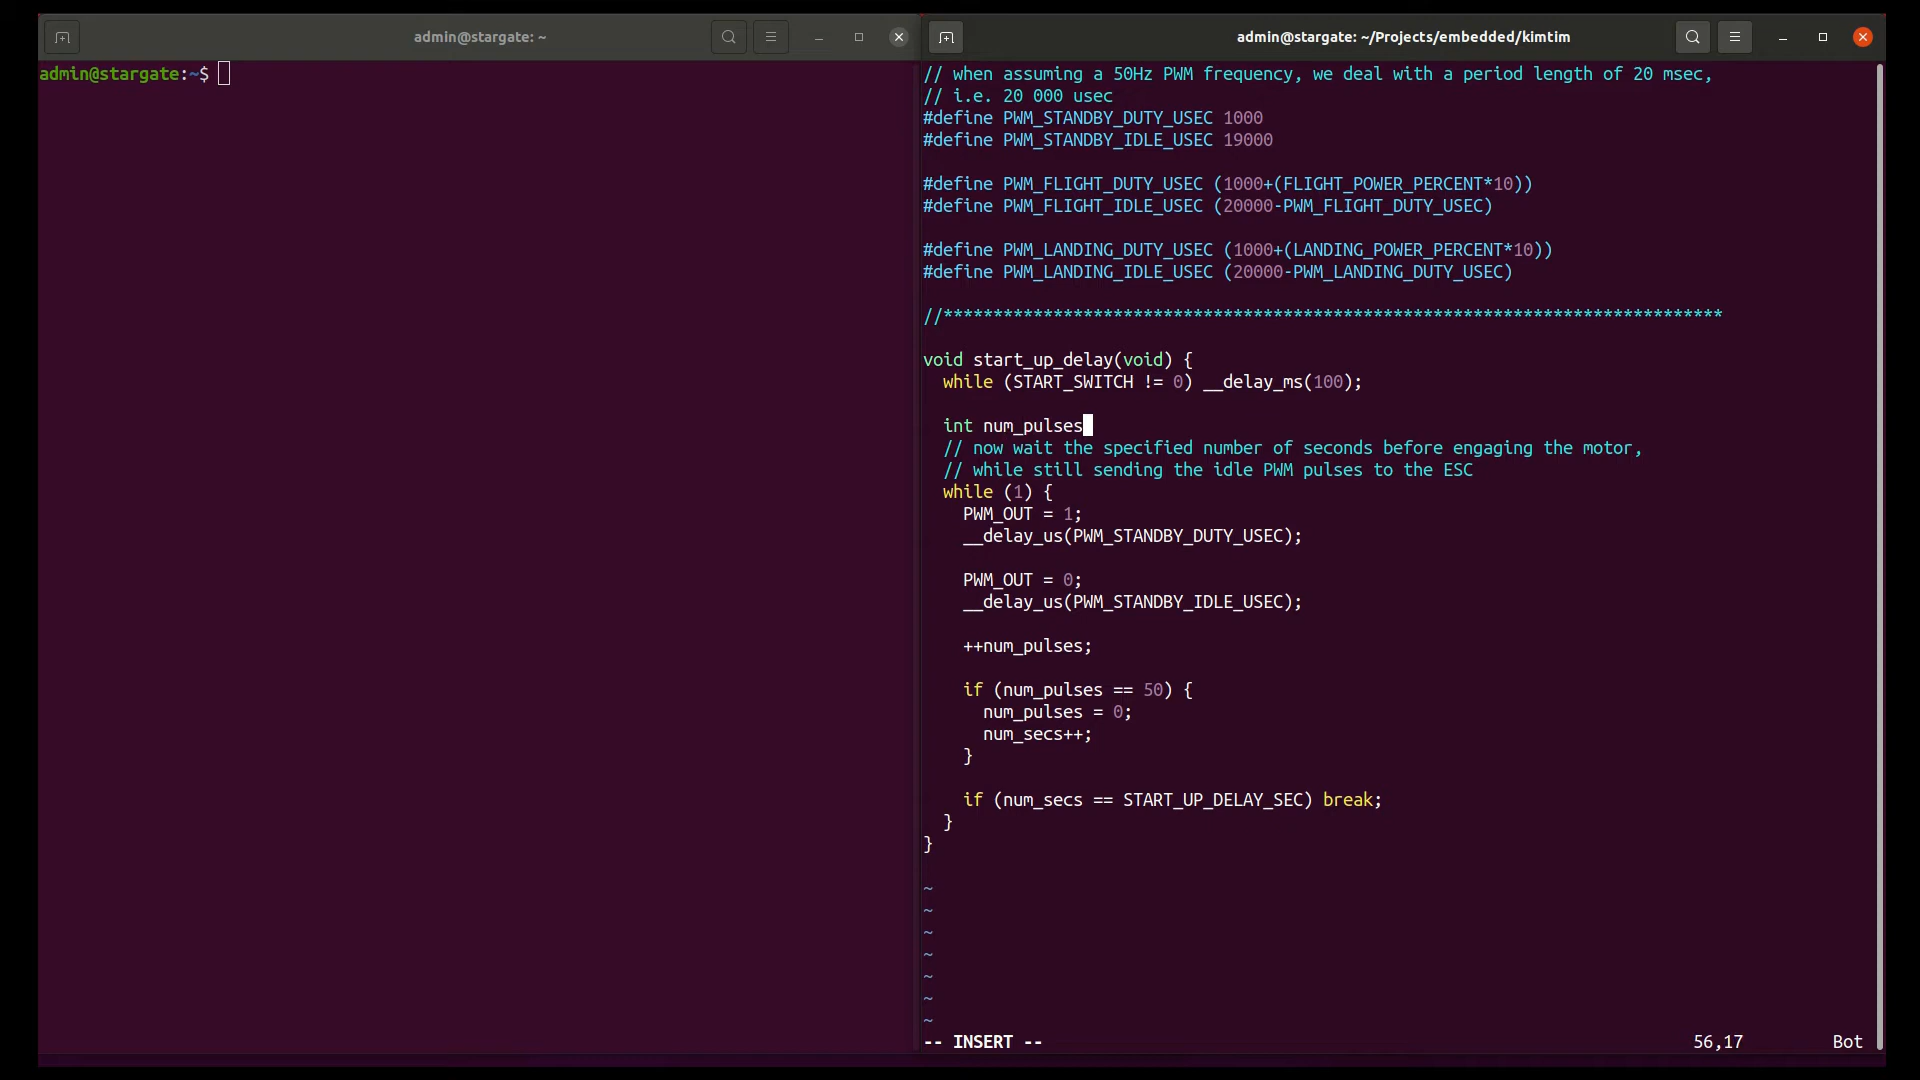 admin@stargate: ~
admin@stargate:~$
admin@stargate: ~/Projects/embedded/kimtim
// when assuming a 50Hz PWM frequency, we deal with a period length of 20 msec,
// i.e. 20 000 usec
#define PWM_STANDBY_DUTY_USEC 1000
#define PWM_STANDBY_IDLE_USEC 19000
#define PWM_FLIGHT_DUTY_USEC (1000+(FLIGHT_POWER_PERCENT*10))
#define PWM_FLIGHT_IDLE_USEC (20000-PWM_FLIGHT_DUTY_USEC)
#define PWM_LANDING_DUTY_USEC (1000+(LANDING_POWER_PERCENT*10))
#define PWM_LANDING_IDLE_USEC (20000-PWM_LANDING_DUTY_USEC)
//******************************************************************************
void start_up_delay(void) {
  while (START_SWITCH != 0) __delay_ms(100);
  int num_pulses
  // now wait the specified number of seconds before engaging the motor,
  // while still sending the idle PWM pulses to the ESC
  while (1) {
    PWM_OUT = 1;
    __delay_us(PWM_STANDBY_DUTY_USEC);
    PWM_OUT = 0;
    __delay_us(PWM_STANDBY_IDLE_USEC);
    ++num_pulses;
    if (num_pulses == 50) {
      num_pulses = 0;
      num_secs++;
    }
    if (num_secs == START_UP_DELAY_SEC) break;
  }
}
~
~
~
~
~
~
~
-- INSERT -- 56,17 Bot